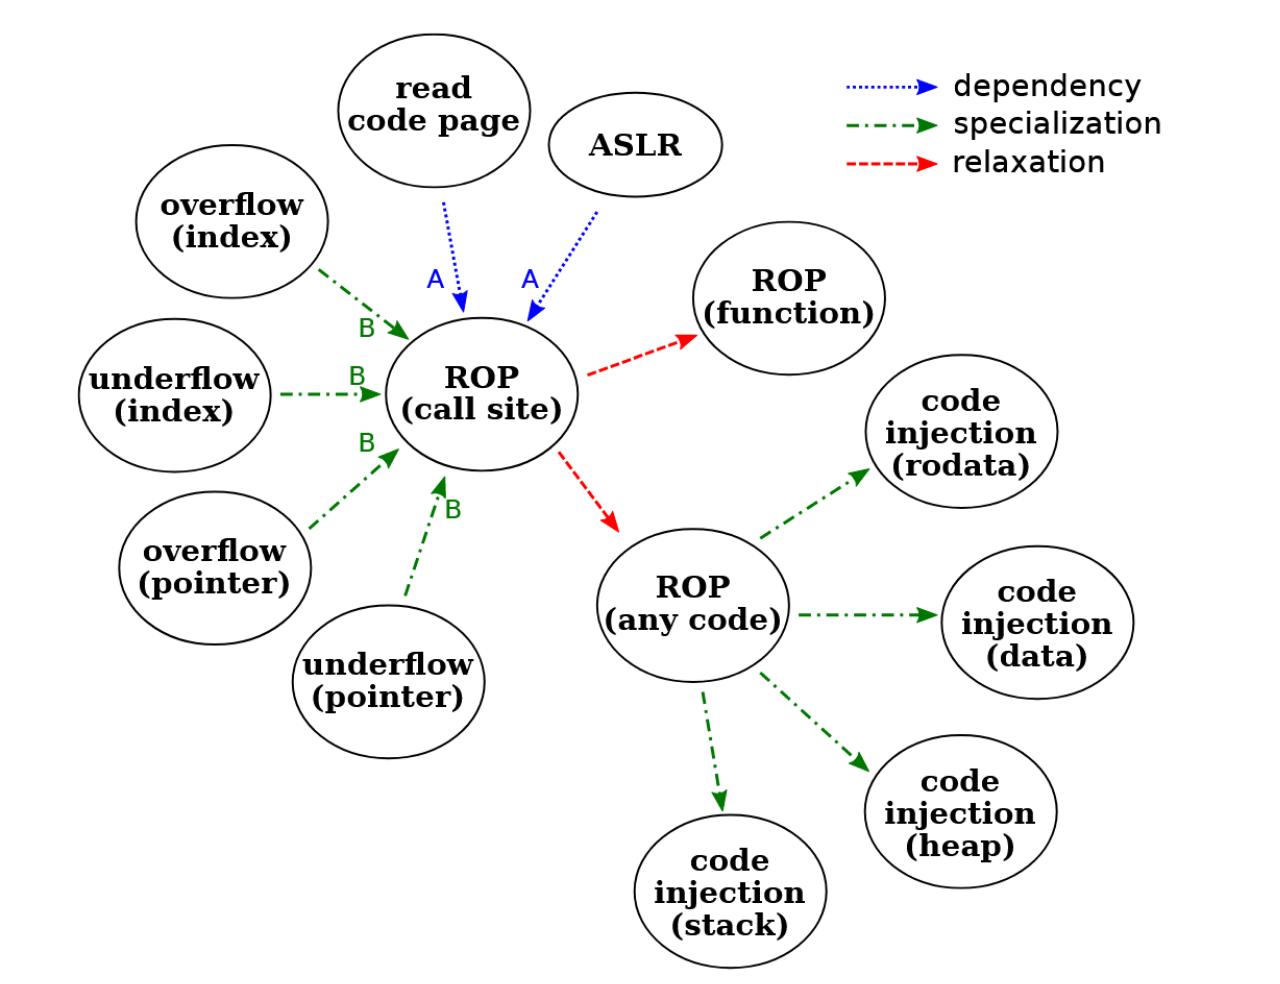 read
code page
ASLR
dependency
specialization
relaxation
overflow
(index)
A
A
ROP
(function)
B
underflow
(index)
B
ROP
(call site)
code
injection
(rodata)
B
B
overflow
(pointer)
ROP
(any code)
code
injection
(data)
underflow
(pointer)
code
injection
(heap)
code
injection
(stack)